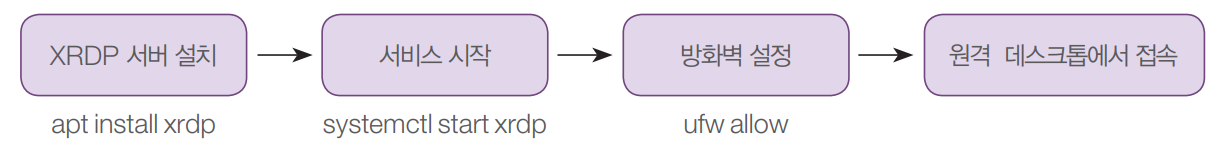 XRDP 서버 설치
서비스 시작
방화벽 설정
원격 데스크톱에서 접속
apt install xrdp
systemctl start xrdp
ufw allow